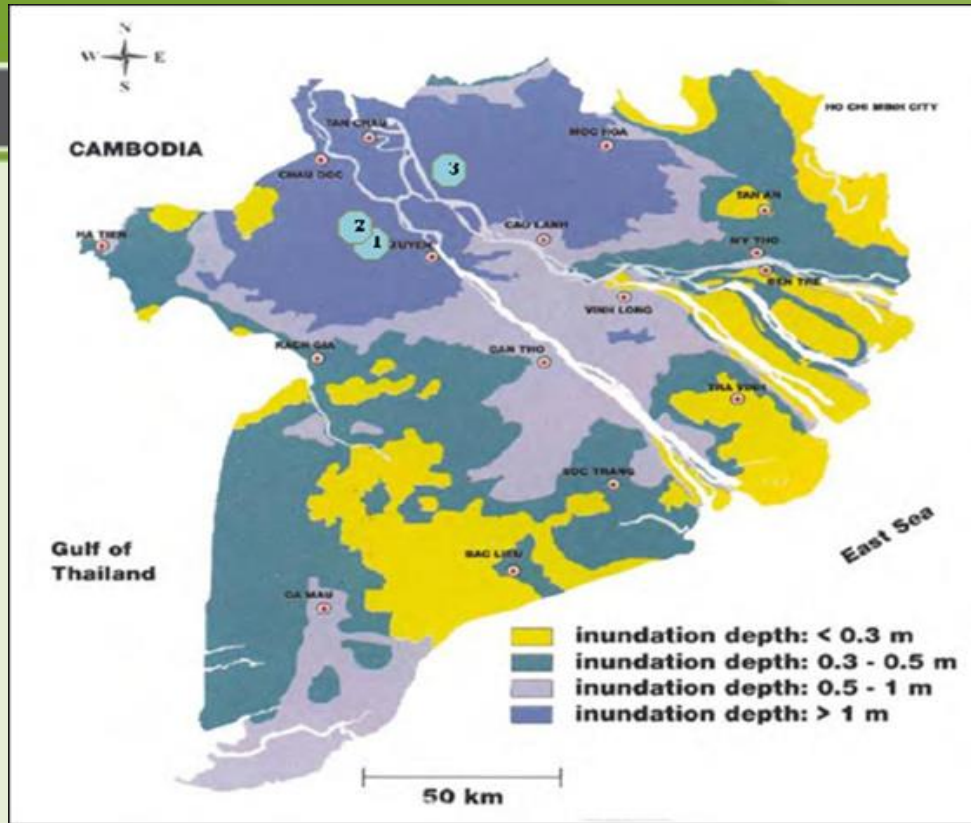 N
W E
S
HO CHI MINH CITY
TAN CHAU
MOC HOA
CAMBODIA
CHAU DOC
3
TAN AN
2
CAO LANH
HA TIEN
1
XUYEN
MY THO
BEN TRE
VINH LONG
RACH GIA
CAN THO
TRA VINH
SOC TRANG
East Sea
Gulf of
Thailand
BAC LIEU
CA MAU
inundation depth: < 0.3 m
inundation depth: 0.3 - 0.5 m
inundation depth: 0.5 - 1 m
inundation depth: > 1 m
50 km